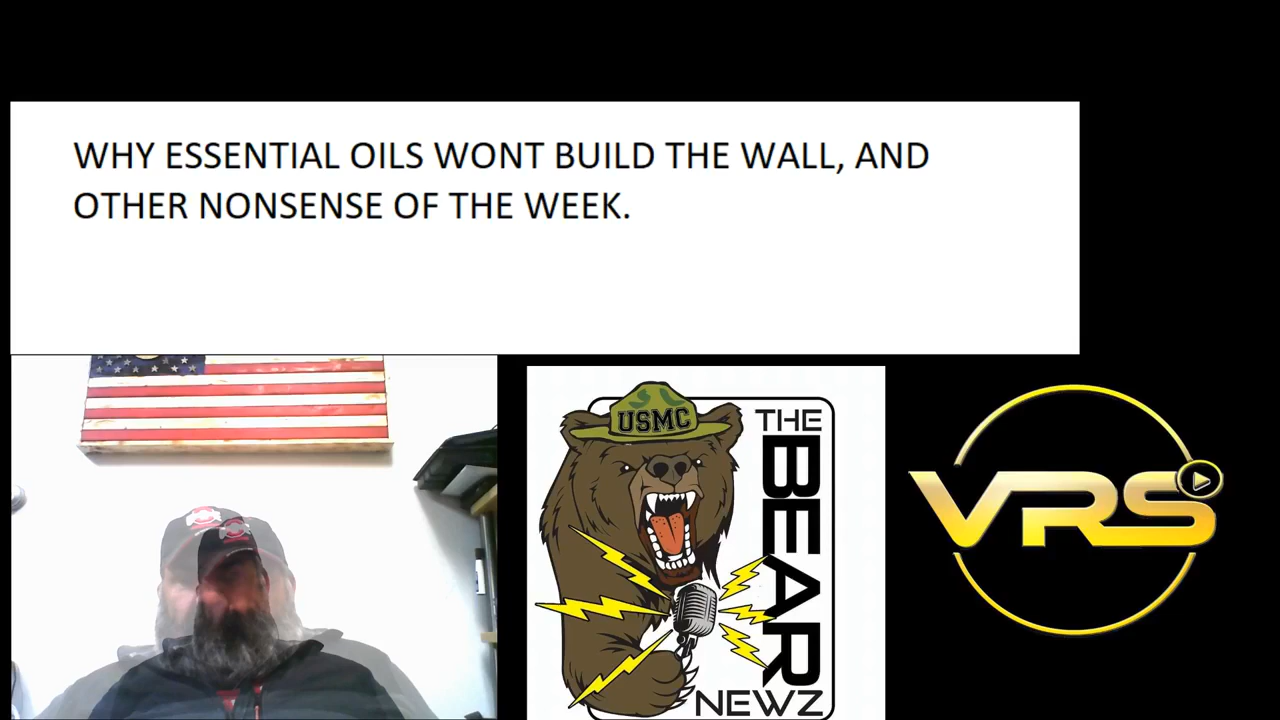 WHY ESSENTIAL OILS WONT BUILD THE WALL, AND
OTHER NONSENSE OF THE WEEK.
USMC
THE
BEAR
NEWZ
VRS